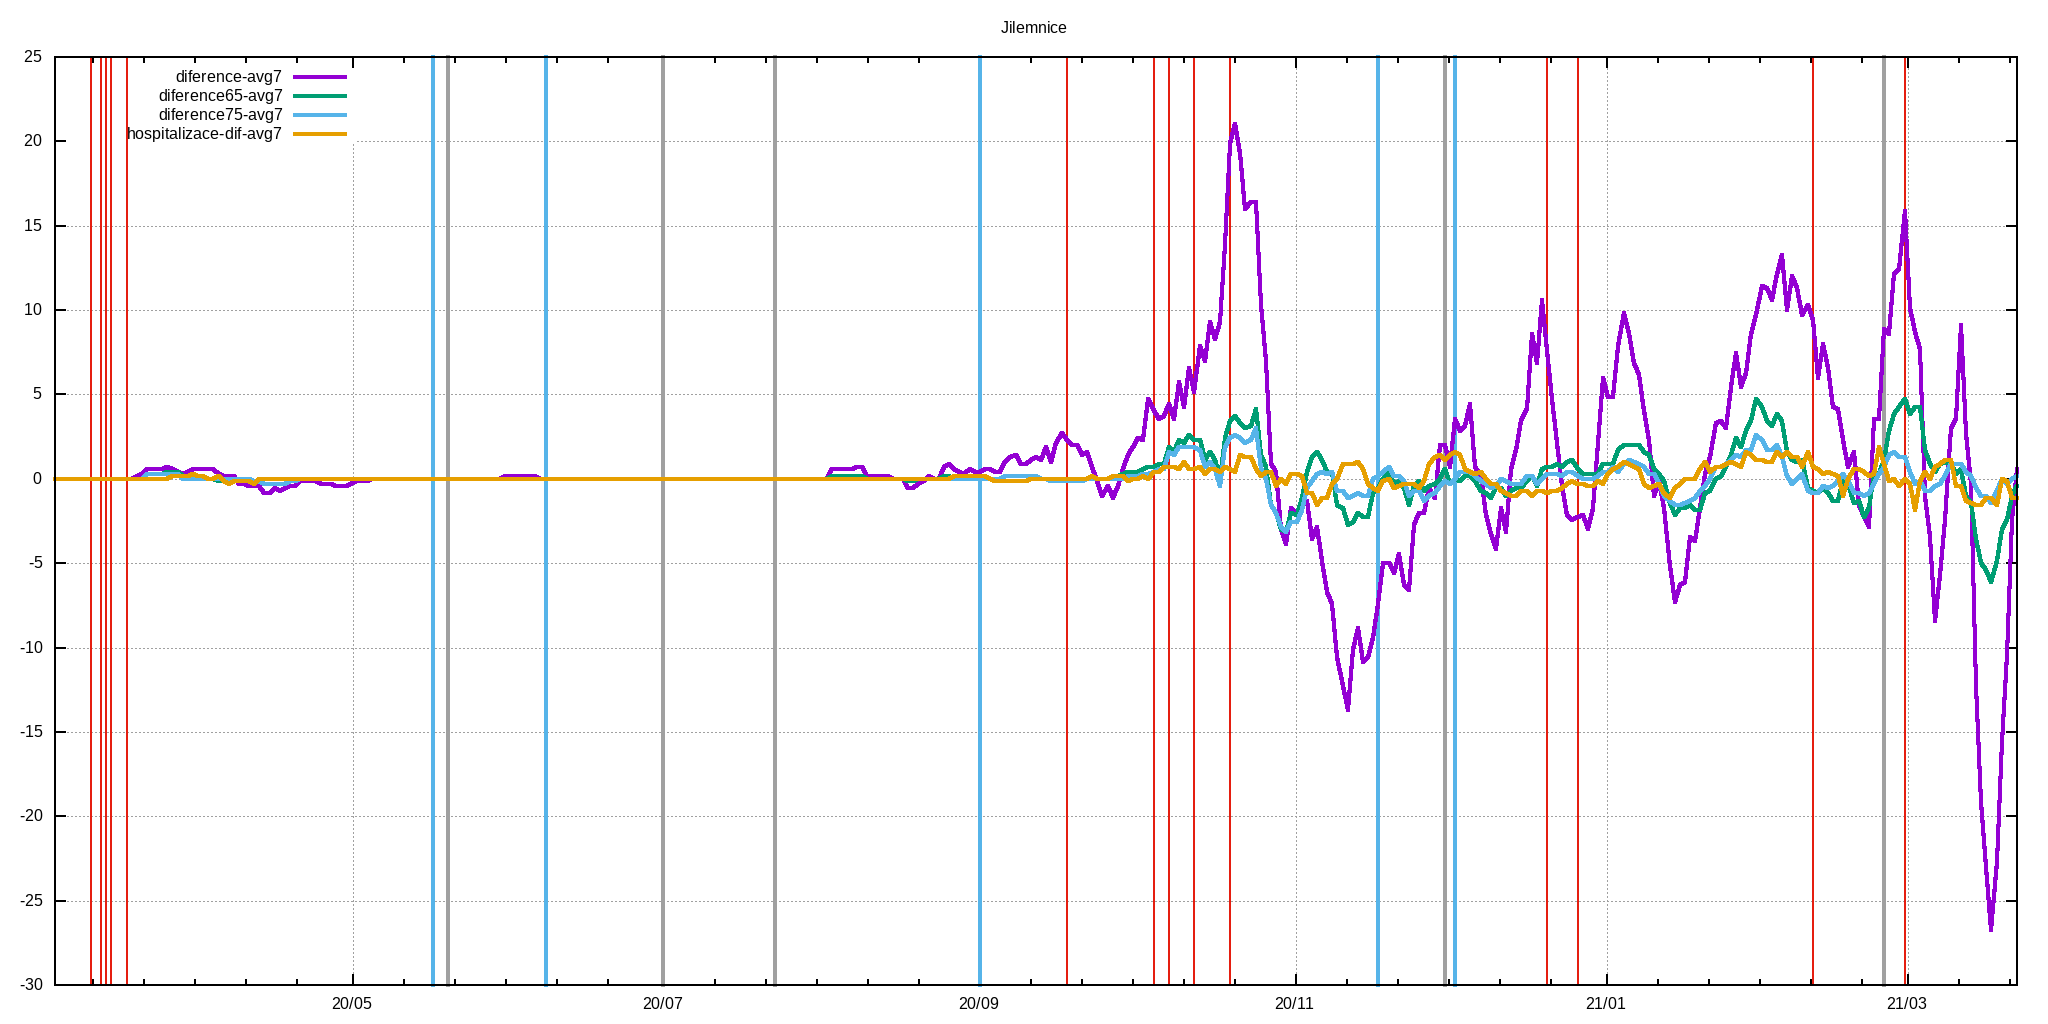 Jilemnice
25
diference-avg7
diference65-avg7
diference75-avg7
hospitalizace-dif-avg7
20
15
10
5
0
-5
-10
-15
-20
-25
-30
20/05 20/07 20/09 20/11 21/01 21/03